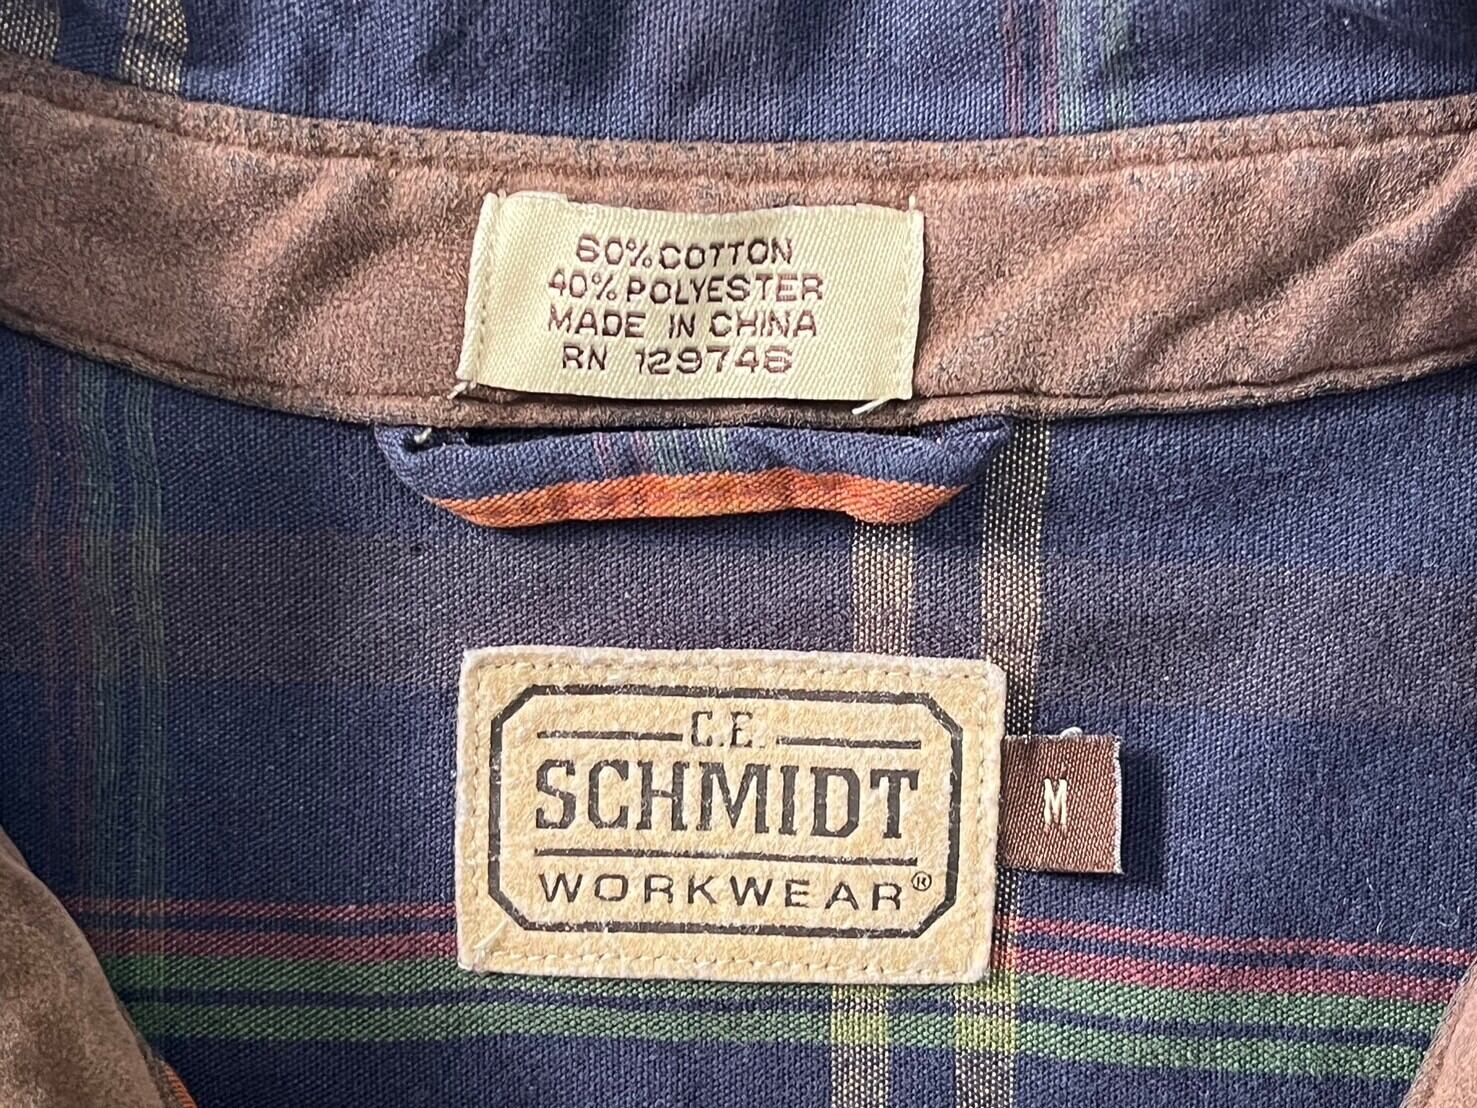 60% COTTON
40% POLYESTER
MADE IN CHINA
RN 129746
C.E.
SCHMIDT
WORKWEAR®
M